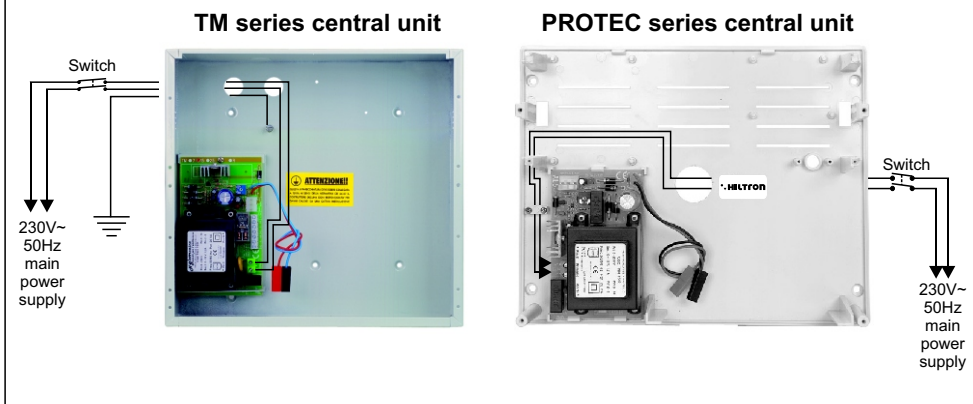 TM series central unit
PROTEC series central unit
Switch
230V~
50Hz
main
power
supply
ATTENZIONE!!
HILTRON
Switch
230V~
50Hz
main
power
supply